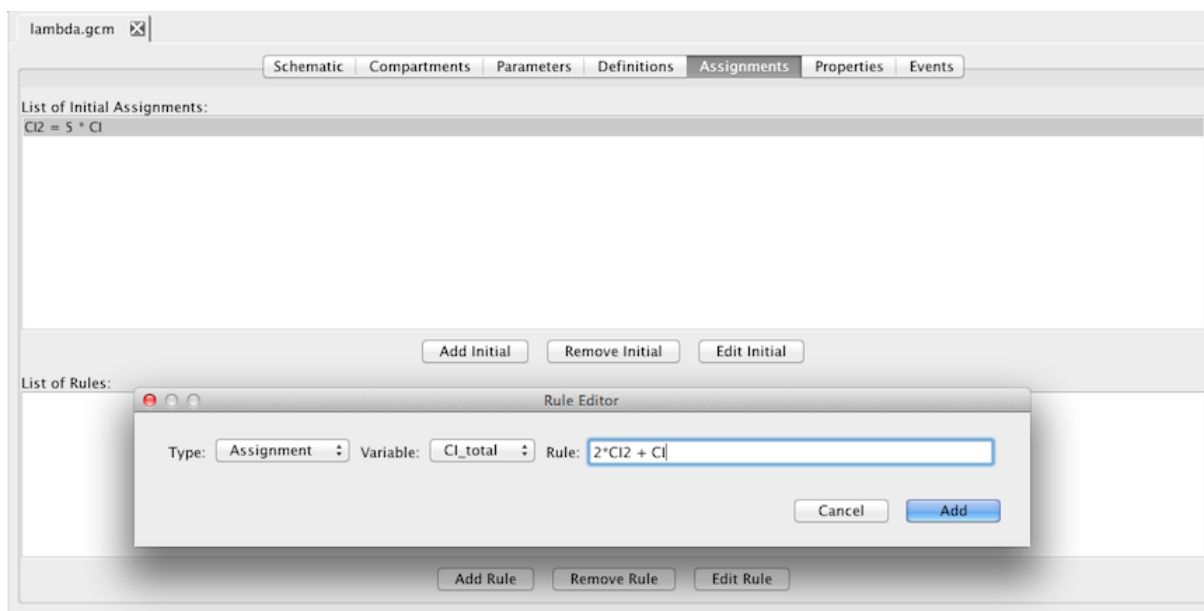 lambda.gcm
Schematic Compartments Parameters Definitions Assignments Properties Events
List of Initial Assignments:
CI2 = 5 * CI
Add Initial Remove Initial Edit Initial
List of Rules:
Rule Editor
Type: Assignment Variable: CI_total Rule: 2*CI2 + CI
Cancel Add
Add Rule Remove Rule Edit Rule